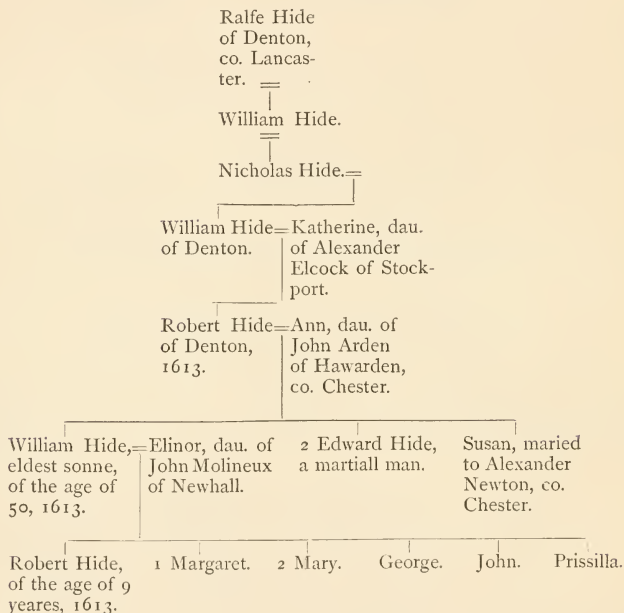 Ralfe Hide
of Denton,
co. Lancas-
ter.
William Hide.
Nicholas Hide.
William Hide
of Denton.
Katherine, dau.
of Alexander
Elcock of Stock-
port.
Robert Hide
of Denton,
1613.
Ann, dau. of
John Arden
of Hawarden,
co. Chester.
William Hide,
eldest sonne,
of the age of
50, 1613.
Elinor, dau. of
John Molineux
of Newhall.
2 Edward Hide,
a martiall man.
Susan, maried
to Alexander
Newton, co.
Chester.
Robert Hide,
of the age of 9
yeares, 1613.
1 Margaret.
2 Mary.
George.
John.
Prissilla.